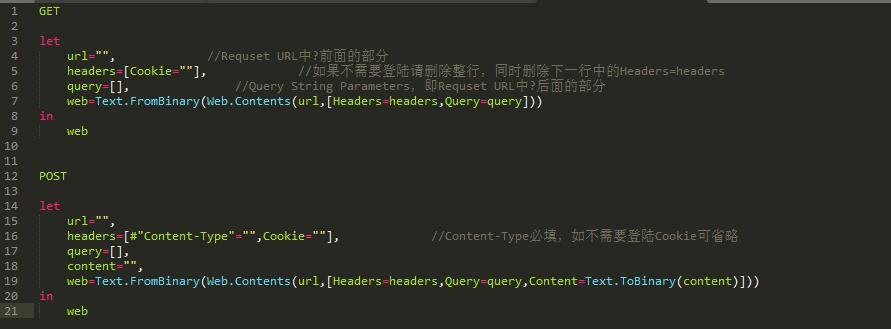 1 GET
2
3 let
4 url="", //Requset URL中?前面的部分
5 headers=[Cookie=""], //如果不需要登陆请删除整行，同时删除下一行中的Headers=headers
6 query=[], //Query String Parameters，即Requset URL中?后面的部分
7 web=Text.FromBinary(Web.Contents(url,[Headers=headers,Query=query]))
8 in
9 web
10
11
12 POST
13
14 let
15 url="",
16 headers=[#"Content-Type"="",Cookie=""], //Content-Type必填，如不需要登陆Cookie可省略
17 query=[],
18 content="",
19 web=Text.FromBinary(Web.Contents(url,[Headers=headers,Query=query,Content=Text.ToBinary(content)]))
20 in
21 web